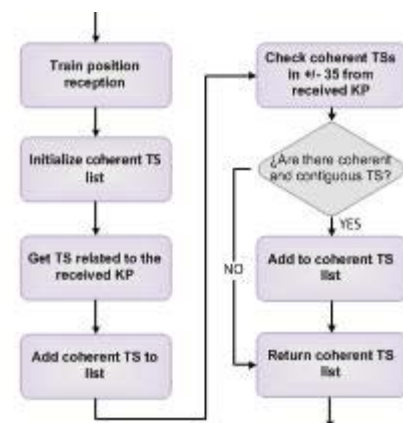 Train position
reception
Initialize coherent TS
list
Get TS related to the
received KP
Add coherent TS to
list
Check coherent TSs
in +/- 35 from
received KP
¿Are there coherent
and contiguous TS?
YES
NO
Add to coherent TS
list
Return coherent TS
list